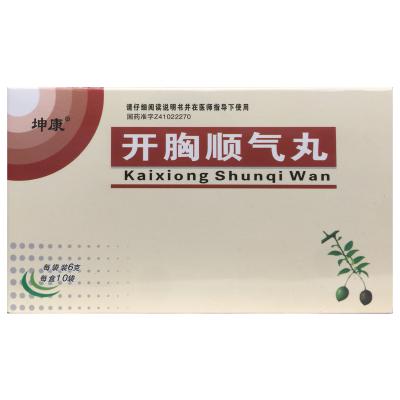 坤康®
请仔细阅读说明书并在医师指导下使用
国药准字Z41022270
开胸顺气丸
Kaixiong Shunqi Wan
每袋装6克
每盒10袋